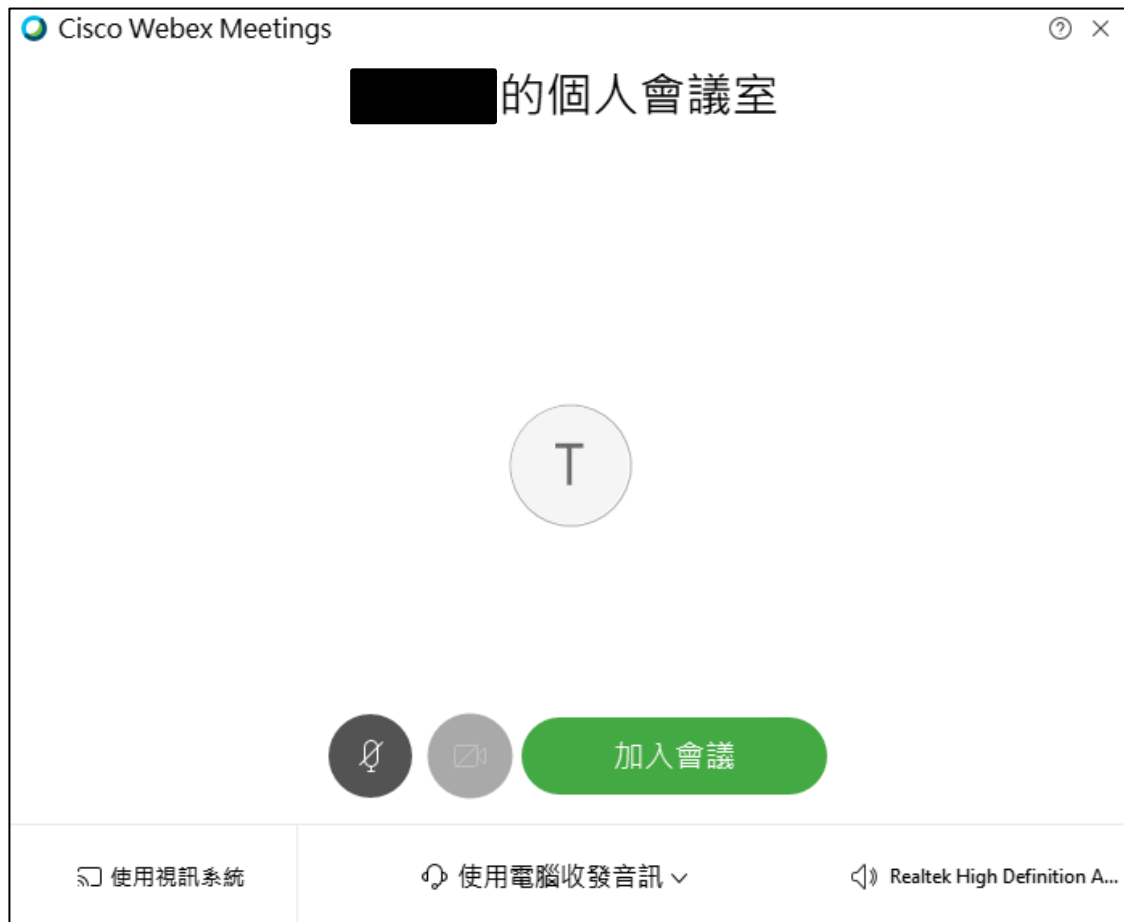 Cisco Webex Meetings
的個人會議室
T
加入會議
使用視訊系統
使用電腦收發音訊
Realtek High Definition A...